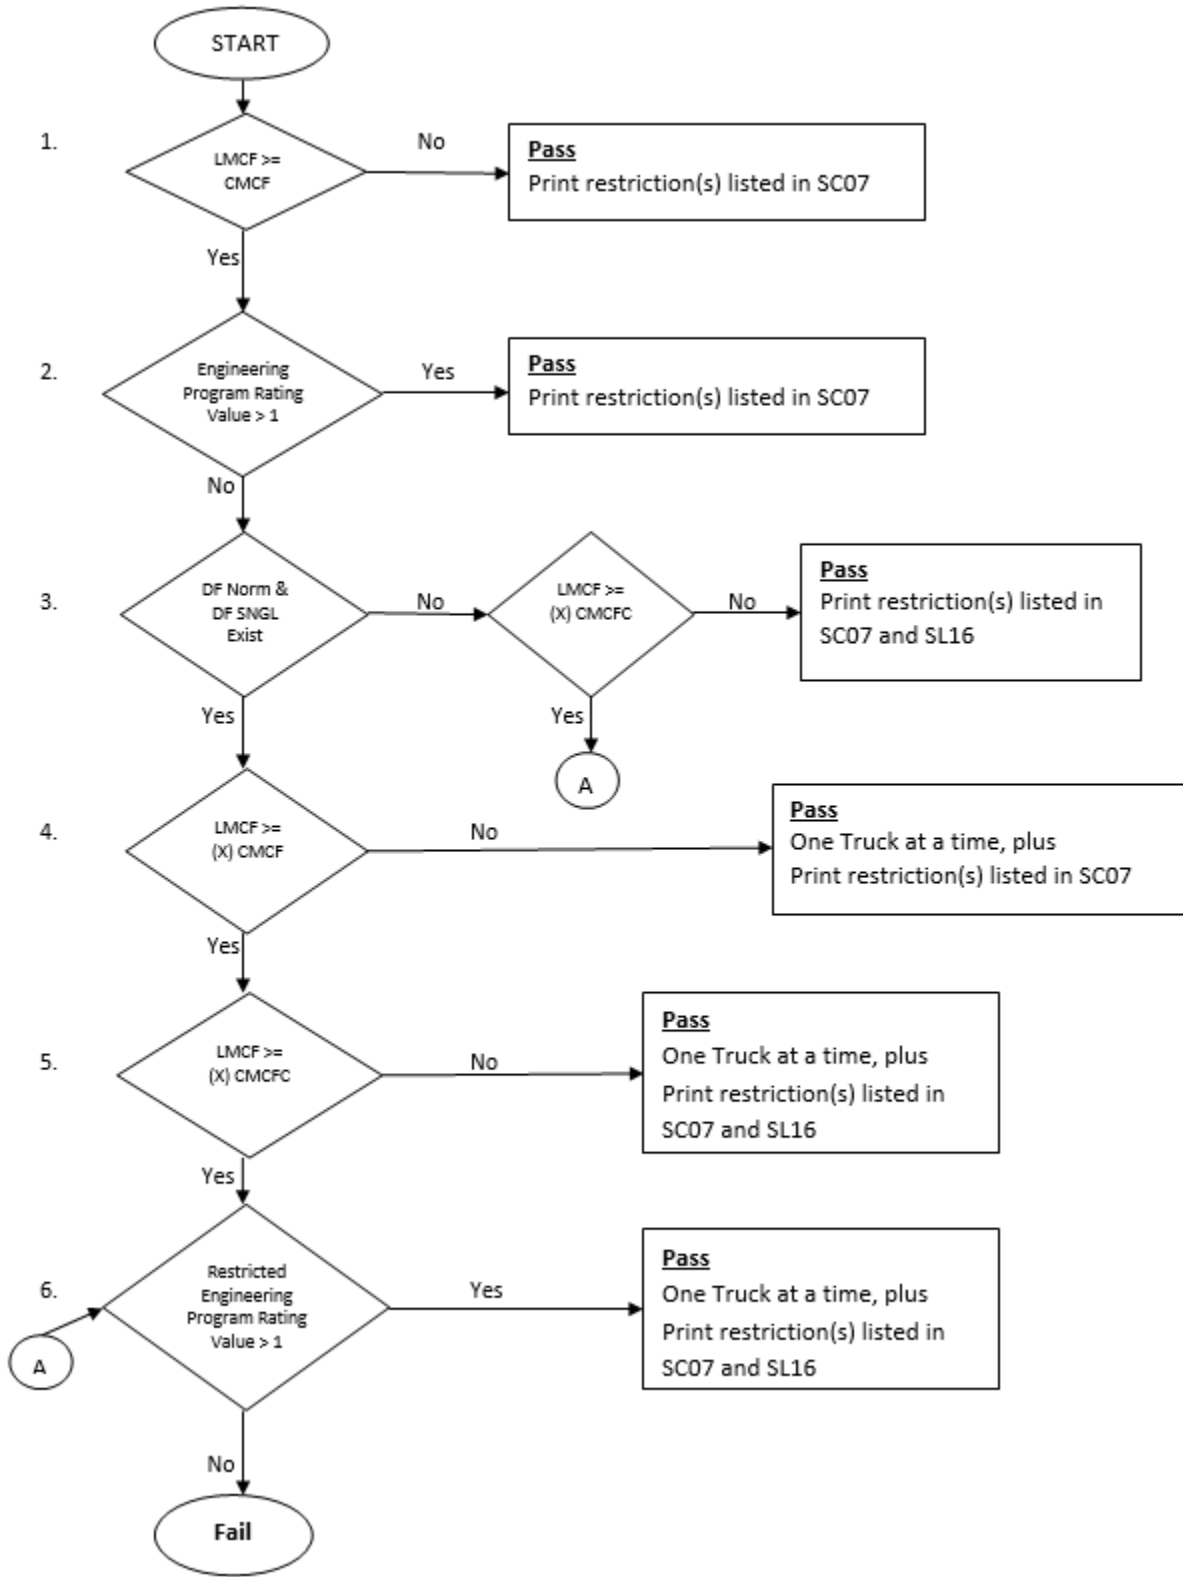 START
1.
LMCF >=
CMCF
No
Pass
Print restriction(s) listed in SC07
Yes
2.
Engineering
Program Rating
Value > 1
Yes
Pass
Print restriction(s) listed in SC07
No
3.
DF Norm &
DF SNGL
Exist
No
LMCF >=
(X) CMCFC
No
Pass
Print restriction(s) listed in
SC07 and SL16
Yes
Yes
A
4.
LMCF >=
(X) CMCF
No
Pass
One Truck at a time, plus
Print restriction(s) listed in SC07
Yes
5.
LMCF >=
(X) CMCFC
No
Pass
One Truck at a time, plus
Print restriction(s) listed in
SC07 and SL16
Yes
6.
Restricted
Engineering
Program Rating
Value > 1
Yes
Pass
One Truck at a time, plus
Print restriction(s) listed in
SC07 and SL16
A
No
Fail